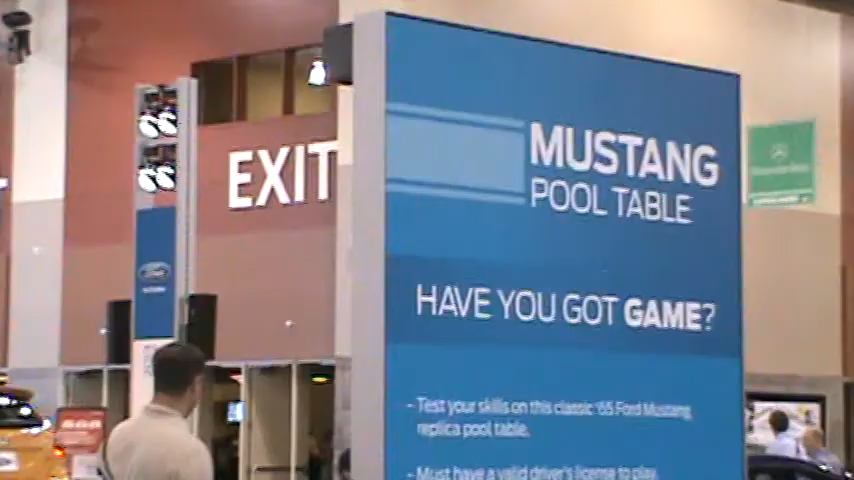 EXIT
Ford
MUSTANG
POOL TABLE
HAVE YOU GOT GAME?
- Test your skills on this classic '65 Ford Mustang
replica pool table.
- Must have a valid driver's license to play.